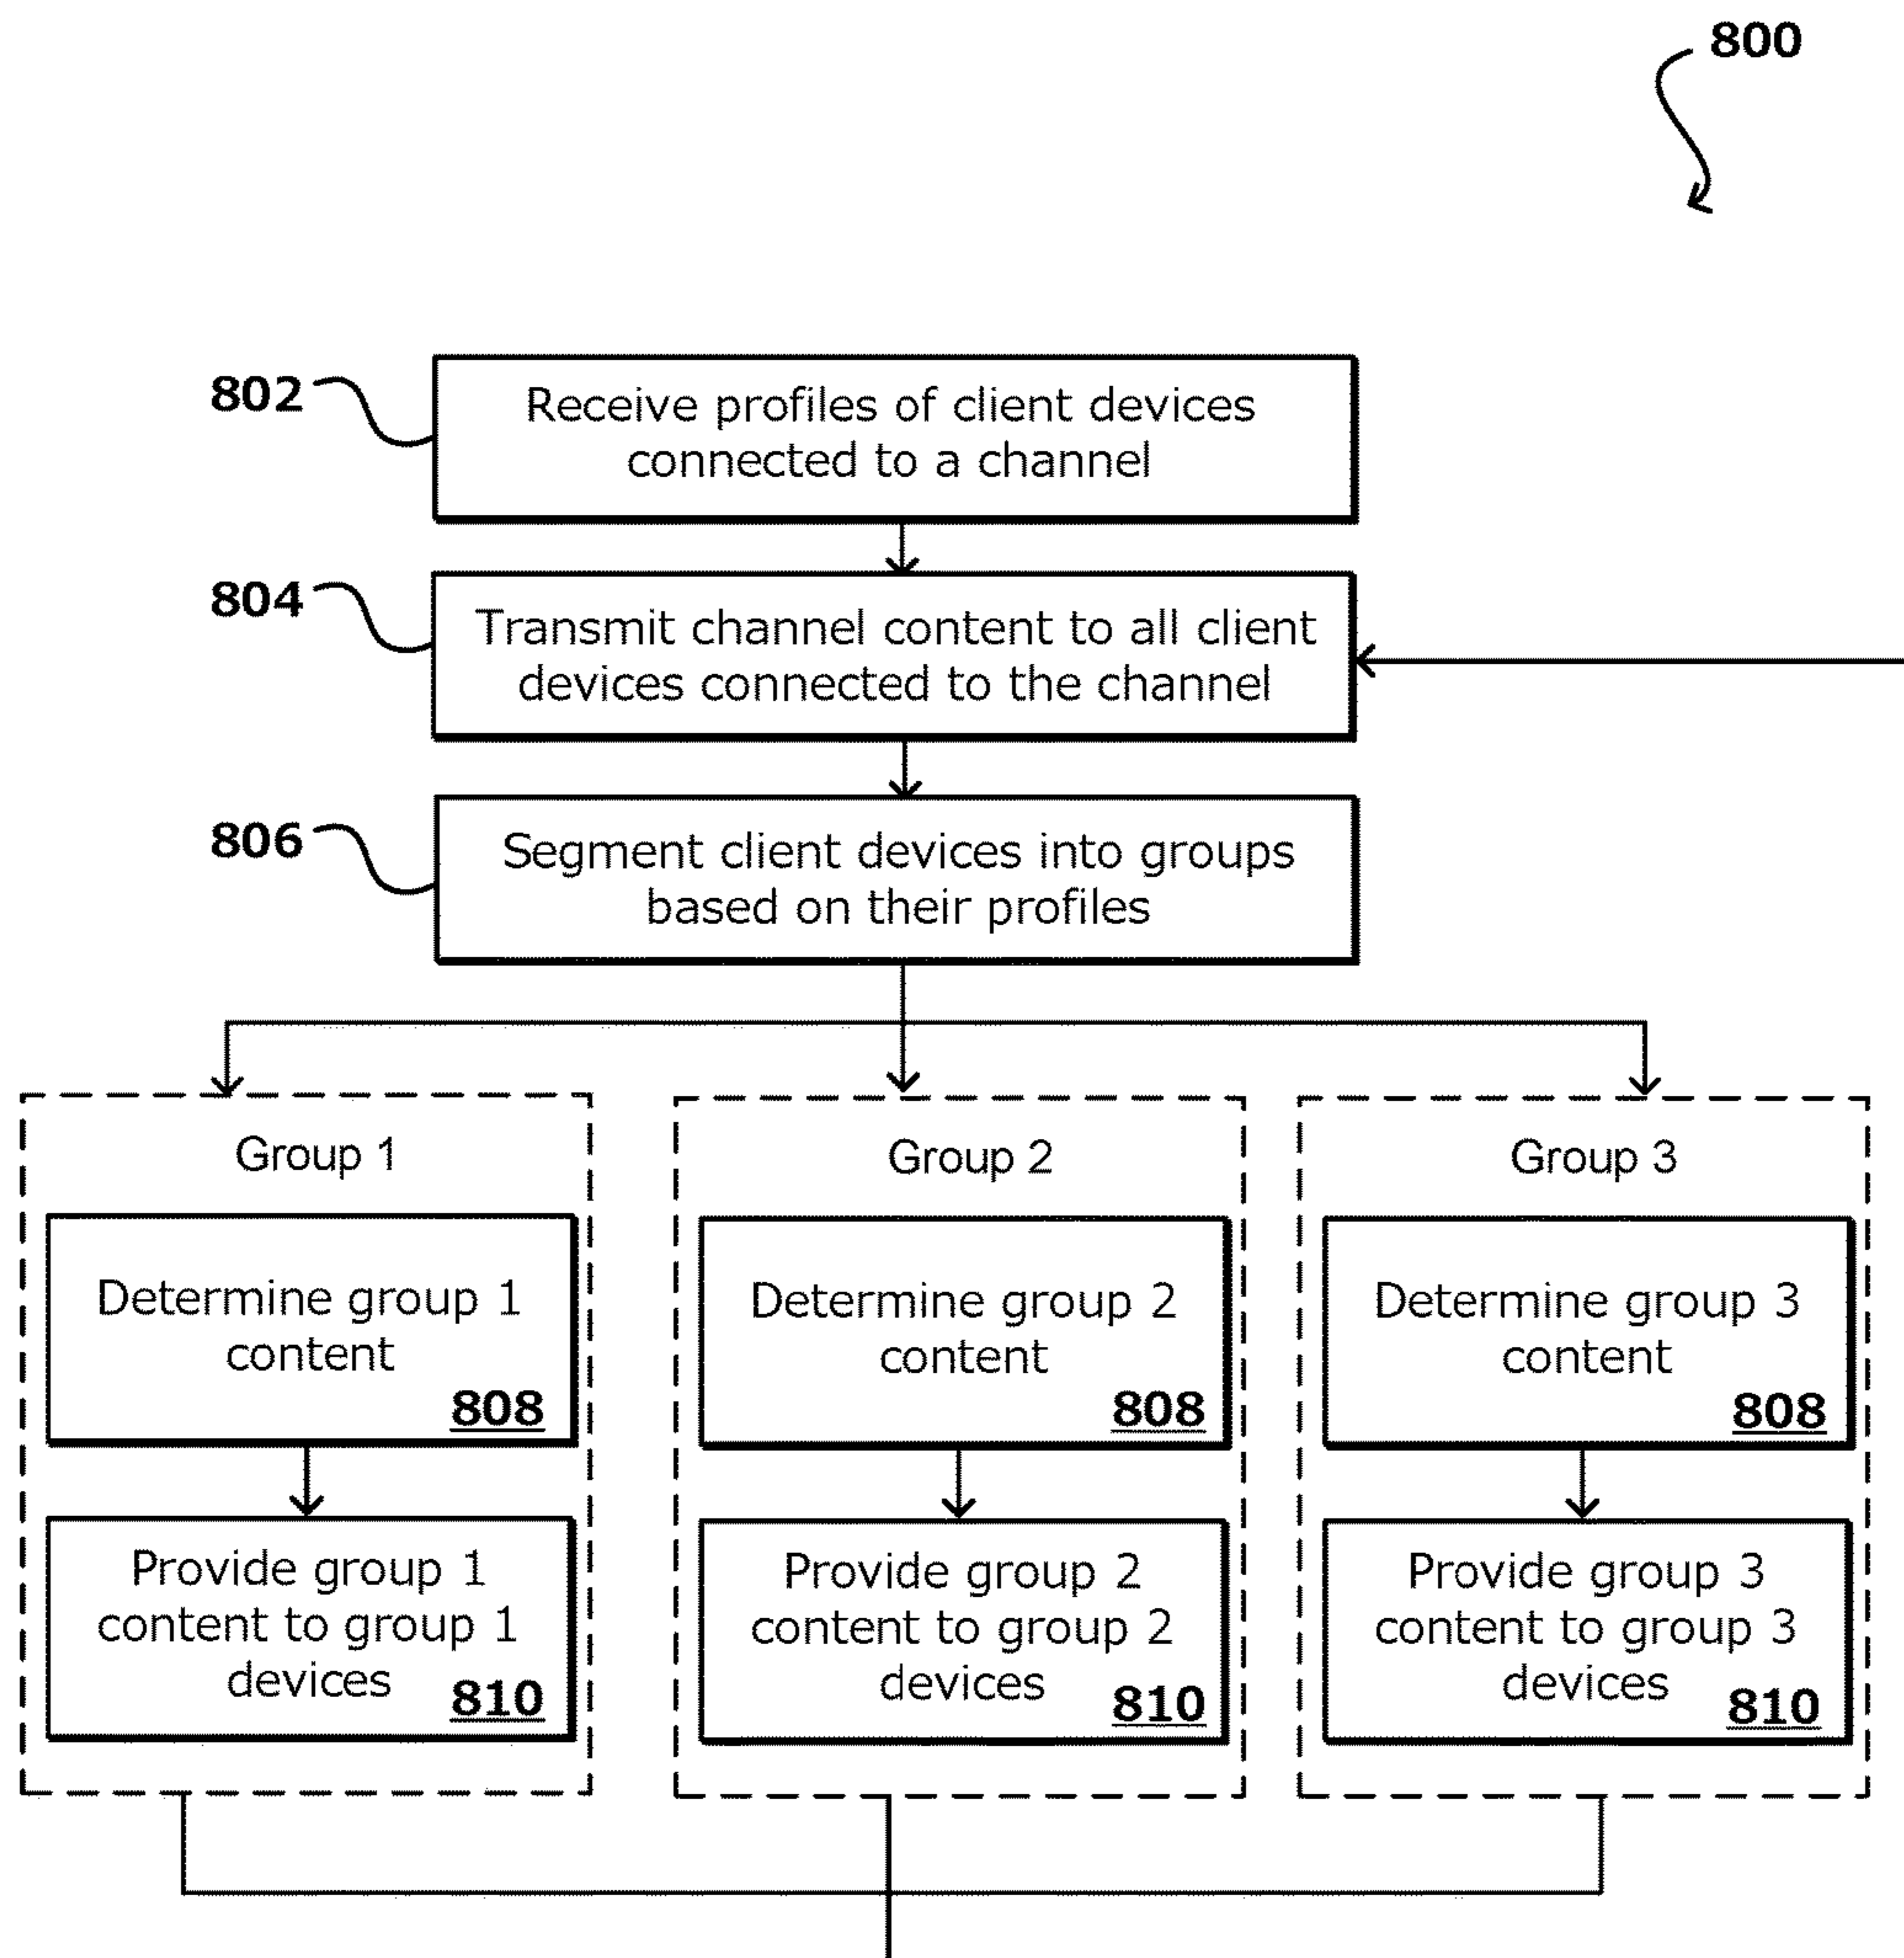 800
802
Receive profiles of client devices
connected to a channel
804
Transmit channel content to all client
devices connected to the channel
806
Segment client devices into groups
based on their profiles
Group 1
Determine group 1
content
808
Provide group 1
content to group 1
devices
810
Group 2
Determine group 2
content
808
Provide group 2
content to group 2
devices
810
Group 3
Determine group 3
content
808
Provide group 3
content to group 3
devices
810